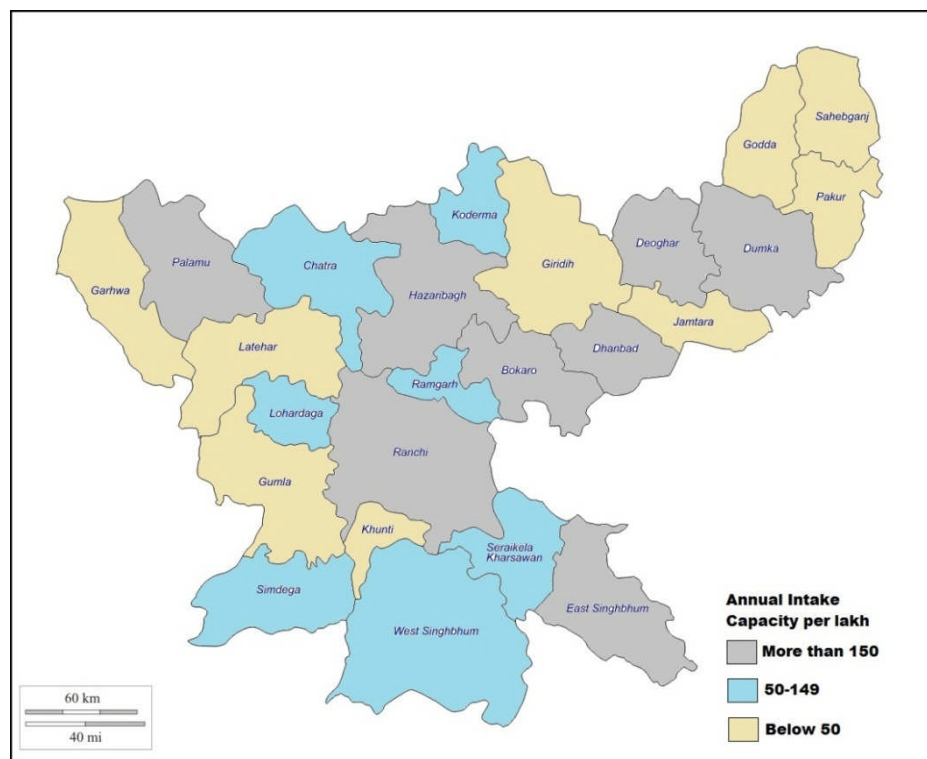 Sahebganj
Godda
Pakur
Koderma
Deoghar
Dumka
Palamu
Chatra
Giridih
Garhwa
Hazaribagh
Jamtara
Latehar
Dhanbad
Bokaro
Ramgarh
Lohardaga
Ranchi
Gumla
Khunti
Seraikela
Kharsawan
Simdega
East Singhbhum
West Singhbhum
Annual Intake
Capacity per lakh
More than 150
50-149
Below 50
60 km
40 mi